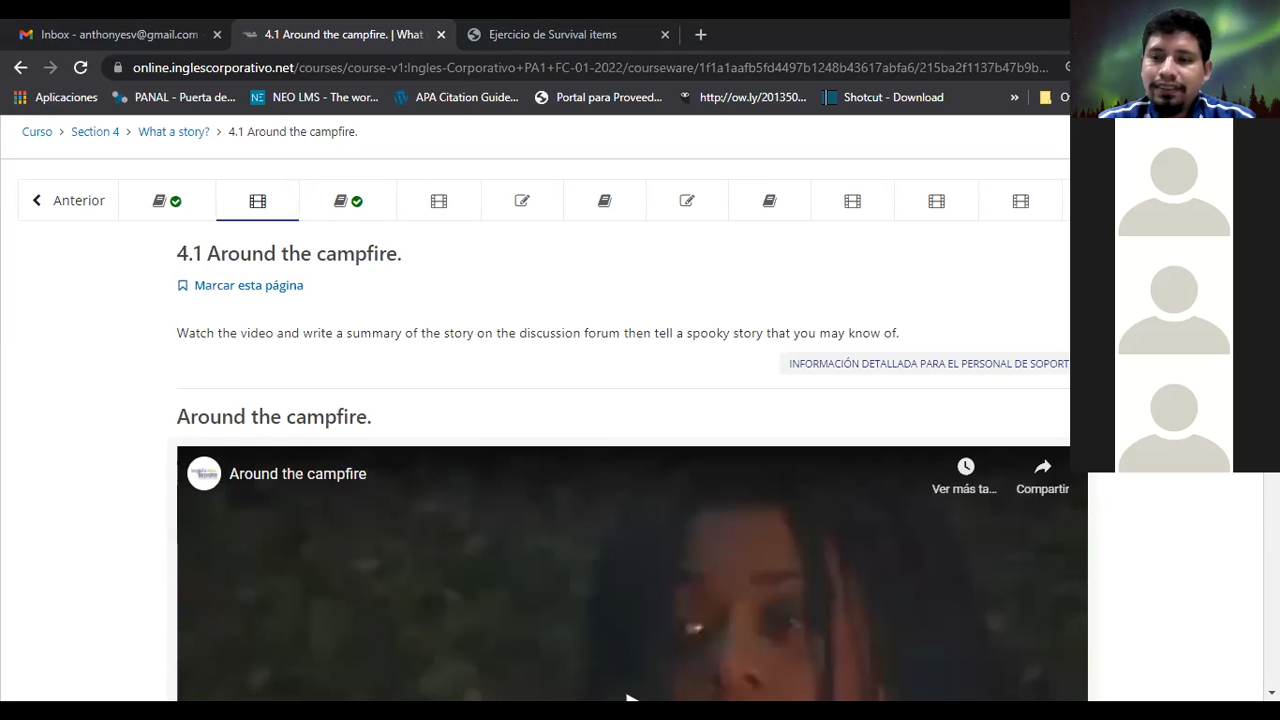 Inbox - anthonyesv@gmail.com
4.1 Around the campfire. | What
Ejercicio de Survival items
online.inglescorporativo.net/courses/course-v1:Ingles-Corporativo+PA1+FC-01-2022/courseware/1f1a1aafb5fd4497b1248b43617abfa6/215ba2f1137b47b9b...
Aplicaciones
PANAL - Puerta de...
NEO LMS - The wor...
APA Citation Guide...
Portal para Proveed...
http://ow.ly/201350...
Shotcut - Download
»
Curso > Section 4 > What a story? > 4.1 Around the campfire.
Anterior
4.1 Around the campfire.
Marcar esta página
Watch the video and write a summary of the story on the discussion forum then tell a spooky story that you may know of.
INFORMACIÓN DETALLADA PARA EL PERSONAL DE SOPORT
Around the campfire.
Around the campfire
Ver más ta...
Compartir